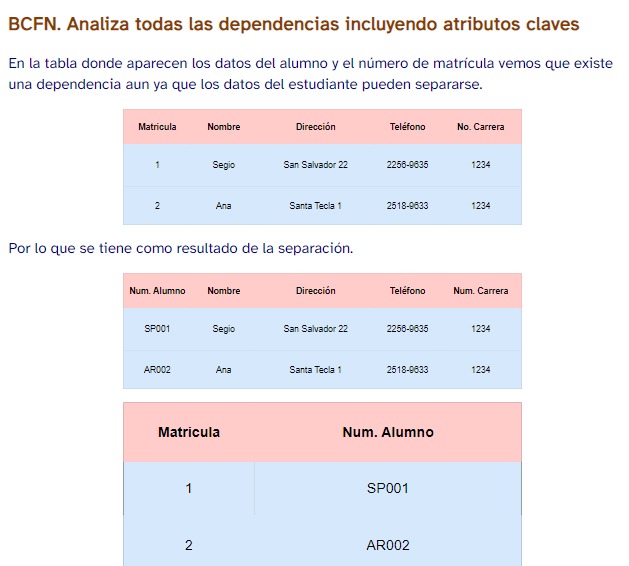 BCFN. Analiza todas las dependencias incluyendo atributos claves
En la tabla donde aparecen los datos del alumno y el número de matrícula vemos que existe
una dependencia aun ya que los datos del estudiante pueden separarse.
Matricula Nombre Dirección Teléfono No. Carrera
1 Segio San Salvador 22 2256-9635 1234
2 Ana Santa Tecla 1 2518-9633 1234
Por lo que se tiene como resultado de la separación.
Num. Alumno Nombre Dirección Teléfono Num. Carrera
SP001 Segio San Salvador 22 2256-9635 1234
AR002 Ana Santa Tecla 1 2518-9633 1234
Matricula Num. Alumno
1 SP001
2 AR002